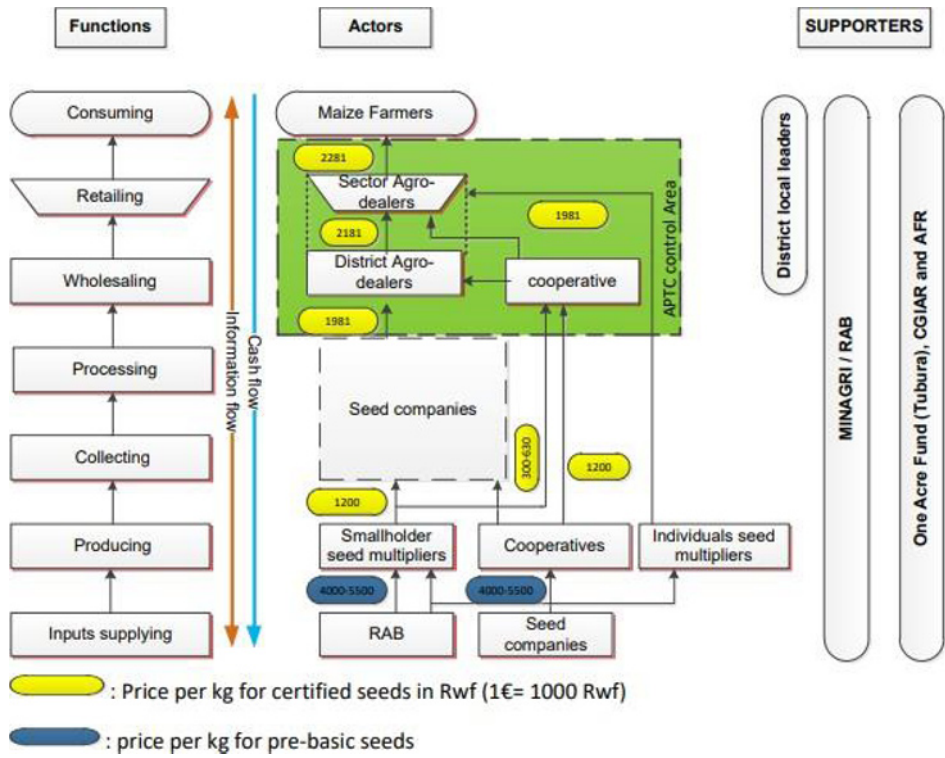 Functions
Actors
SUPPORTERS
Consuming
Retailing
Wholesaling
Processing
Collecting
Producing
Inputs supplying
Information flow
Cash flow
Maize Farmers
2281
Sector Agro-
dealers
1981
2181
District Agro-
dealers
cooperative
APTC control Area
1981
Seed companies
300-630
1200
1200
Smallholder
seed multipliers
Cooperatives
Individuals seed
multipliers
4000-5500
4000-5500
RAB
Seed
companies
District local leaders
MINAGRI / RAB
One Acre Fund (Tubura), CGIAR and AFR
: Price per kg for certified seeds in Rwf (1€= 1000 Rwf)
: price per kg for pre-basic seeds